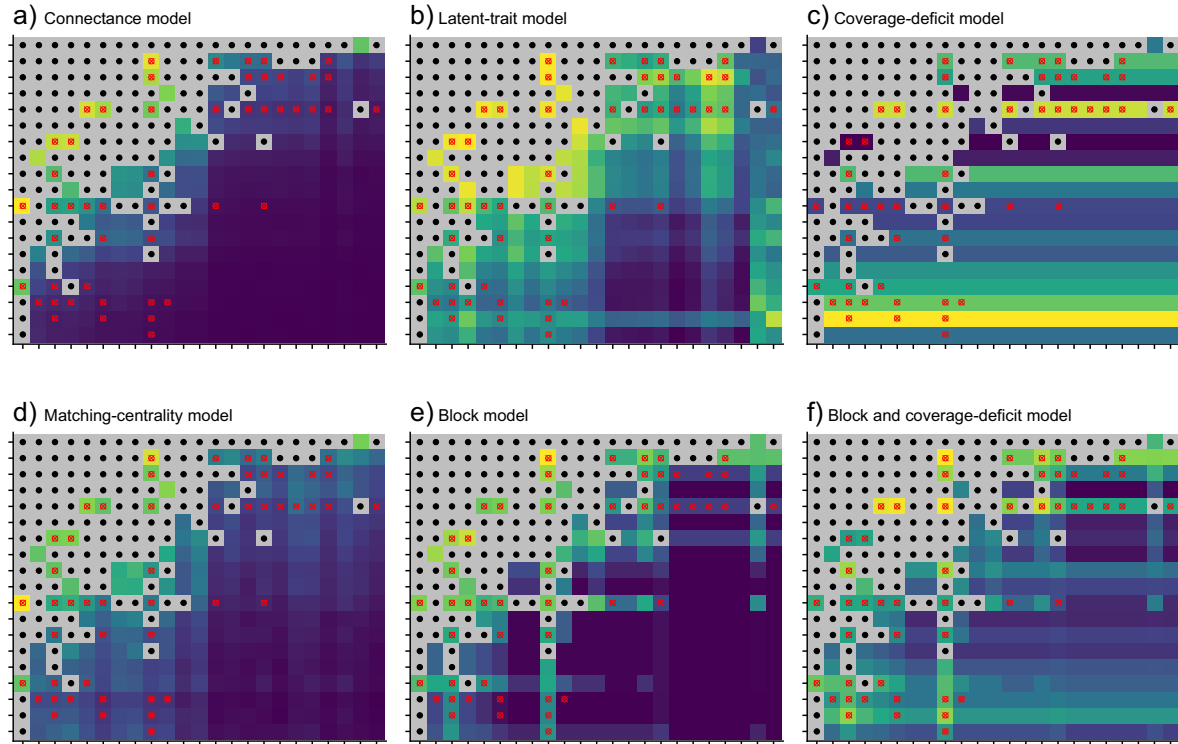 a) Connectance model
b) Latent-trait model
c) Coverage-deficit model
d) Matching-centrality model
e) Block model
f) Block and coverage-deficit model